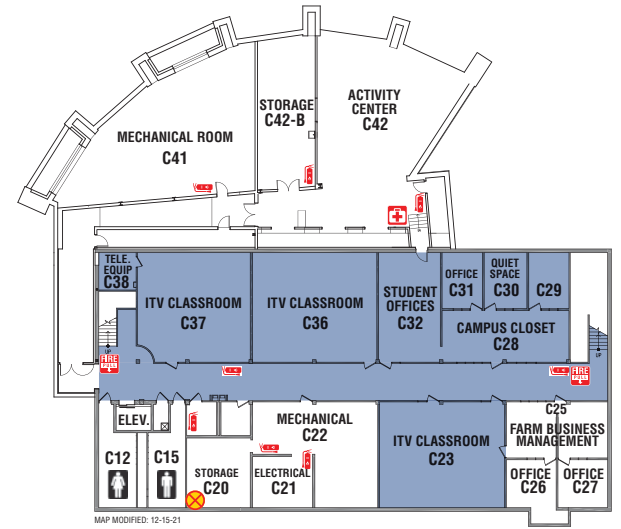 STORAGE
C42-B
ACTIVITY
CENTER
C42
MECHANICAL ROOM
C41
TELE.
EQUIP
C38
ITV CLASSROOM
C37
ITV CLASSROOM
C36
STUDENT
OFFICES
C32
OFFICE
C31
QUIET
SPACE
C30
C29
CAMPUS CLOSET
C28
UP
UP
FIRE
PULL
FIRE
PULL
ELEV.
C12
C15
STORAGE
C20
MECHANICAL
C22
ELECTRICAL
C21
ITV CLASSROOM
C23
C25
FARM BUSINESS
MANAGEMENT
OFFICE
C26
OFFICE
C27
MAP MODIFIED: 12-15-21